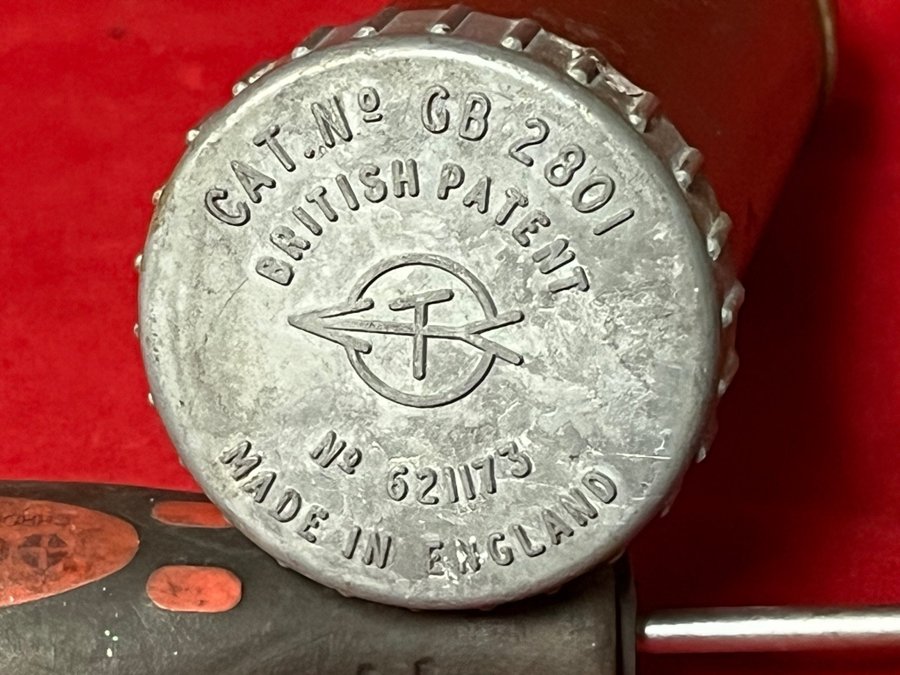 CAT. Nº GB 2801
BRITISH PATENT
T
Nº 621173
MADE IN ENGLAND